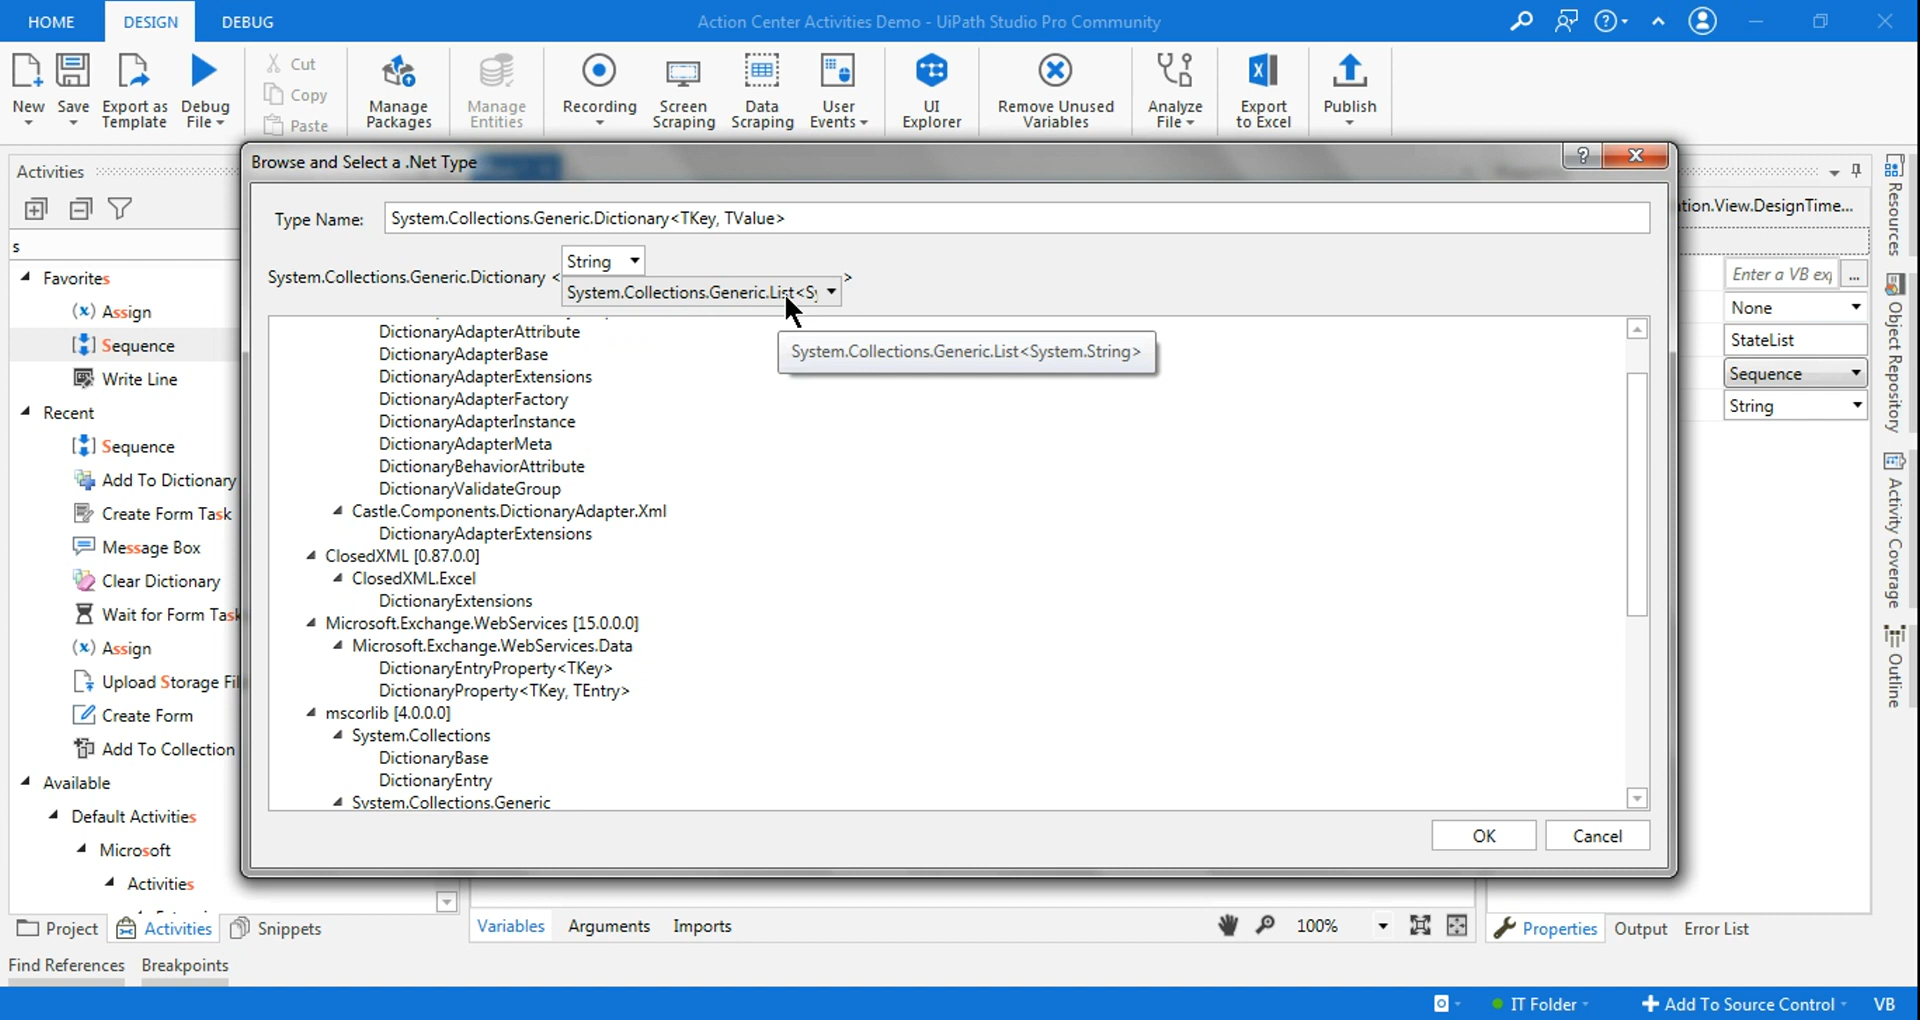 HOME DESIGN DEBUG
Action Center Activities Demo - UiPath Studio Pro Community
New
Save
Export as Template
Debug File
Cut
Copy
Paste
Manage Packages
Manage Entities
Recording
Screen Scraping
Data Scraping
User Events
UI Explorer
Remove Unused Variables
Analyze File
Export to Excel
Publish
Activities
s
Favorites
Assign
Sequence
Write Line
Recent
Sequence
Add To Dictionary
Create Form Task
Message Box
Clear Dictionary
Wait for Form Task
Assign
Upload Storage Fil
Create Form
Add To Collection
Available
Default Activities
Microsoft
Activities
Project Activities Snippets
Find References Breakpoints
Browse and Select a .Net Type
Type Name: System.Collections.Generic.Dictionary<TKey, TValue>
String
System.Collections.Generic.Dictionary < >
System.Collections.Generic.List<Sy
System.Collections.Generic.List<System.String>
DictionaryAdapterAttribute
DictionaryAdapterBase
DictionaryAdapterExtensions
DictionaryAdapterFactory
DictionaryAdapterInstance
DictionaryAdapterMeta
DictionaryBehaviorAttribute
DictionaryValidateGroup
Castle.Components.DictionaryAdapter.Xml
DictionaryAdapterExtensions
ClosedXML [0.87.0.0]
ClosedXML.Excel
DictionaryExtensions
Microsoft.Exchange.WebServices [15.0.0.0]
Microsoft.Exchange.WebServices.Data
DictionaryEntryProperty<TKey>
DictionaryProperty<TKey, TEntry>
mscorlib [4.0.0.0]
System.Collections
DictionaryBase
DictionaryEntry
System.Collections.Generic
OK Cancel
tion.View.DesignTime...
Enter a VB exp ...
None
StateList
Sequence
String
Resources
Object Repository
Activity Coverage
Outline
Variables Arguments Imports
100%
Properties Output Error List
IT Folder
Add To Source Control
VB